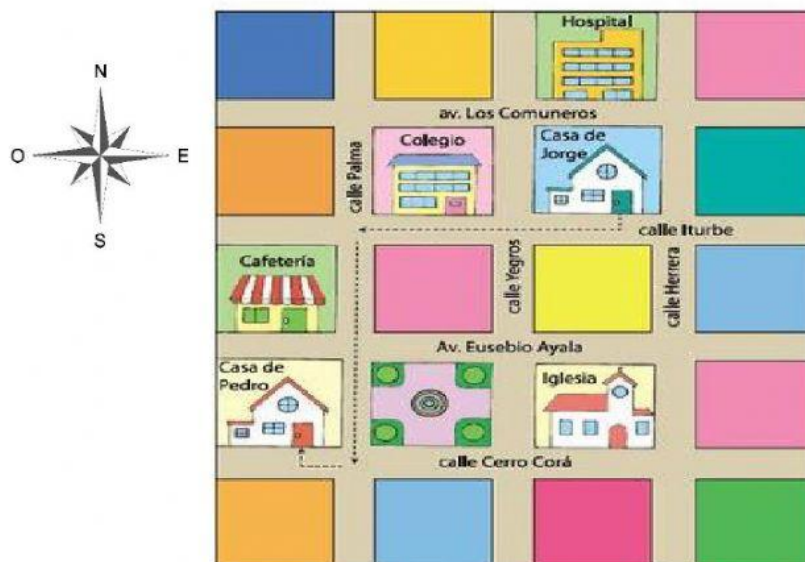 Hospital
N
av. Los Comuneros
O
E
calle Palma
Colegio
Casa de
Jorge
S
calle Iturbe
Cafetería
calle Yegros
calle Herrera
Av. Eusebio Ayala
Casa de
Pedro
Iglesia
calle Cerro Corá